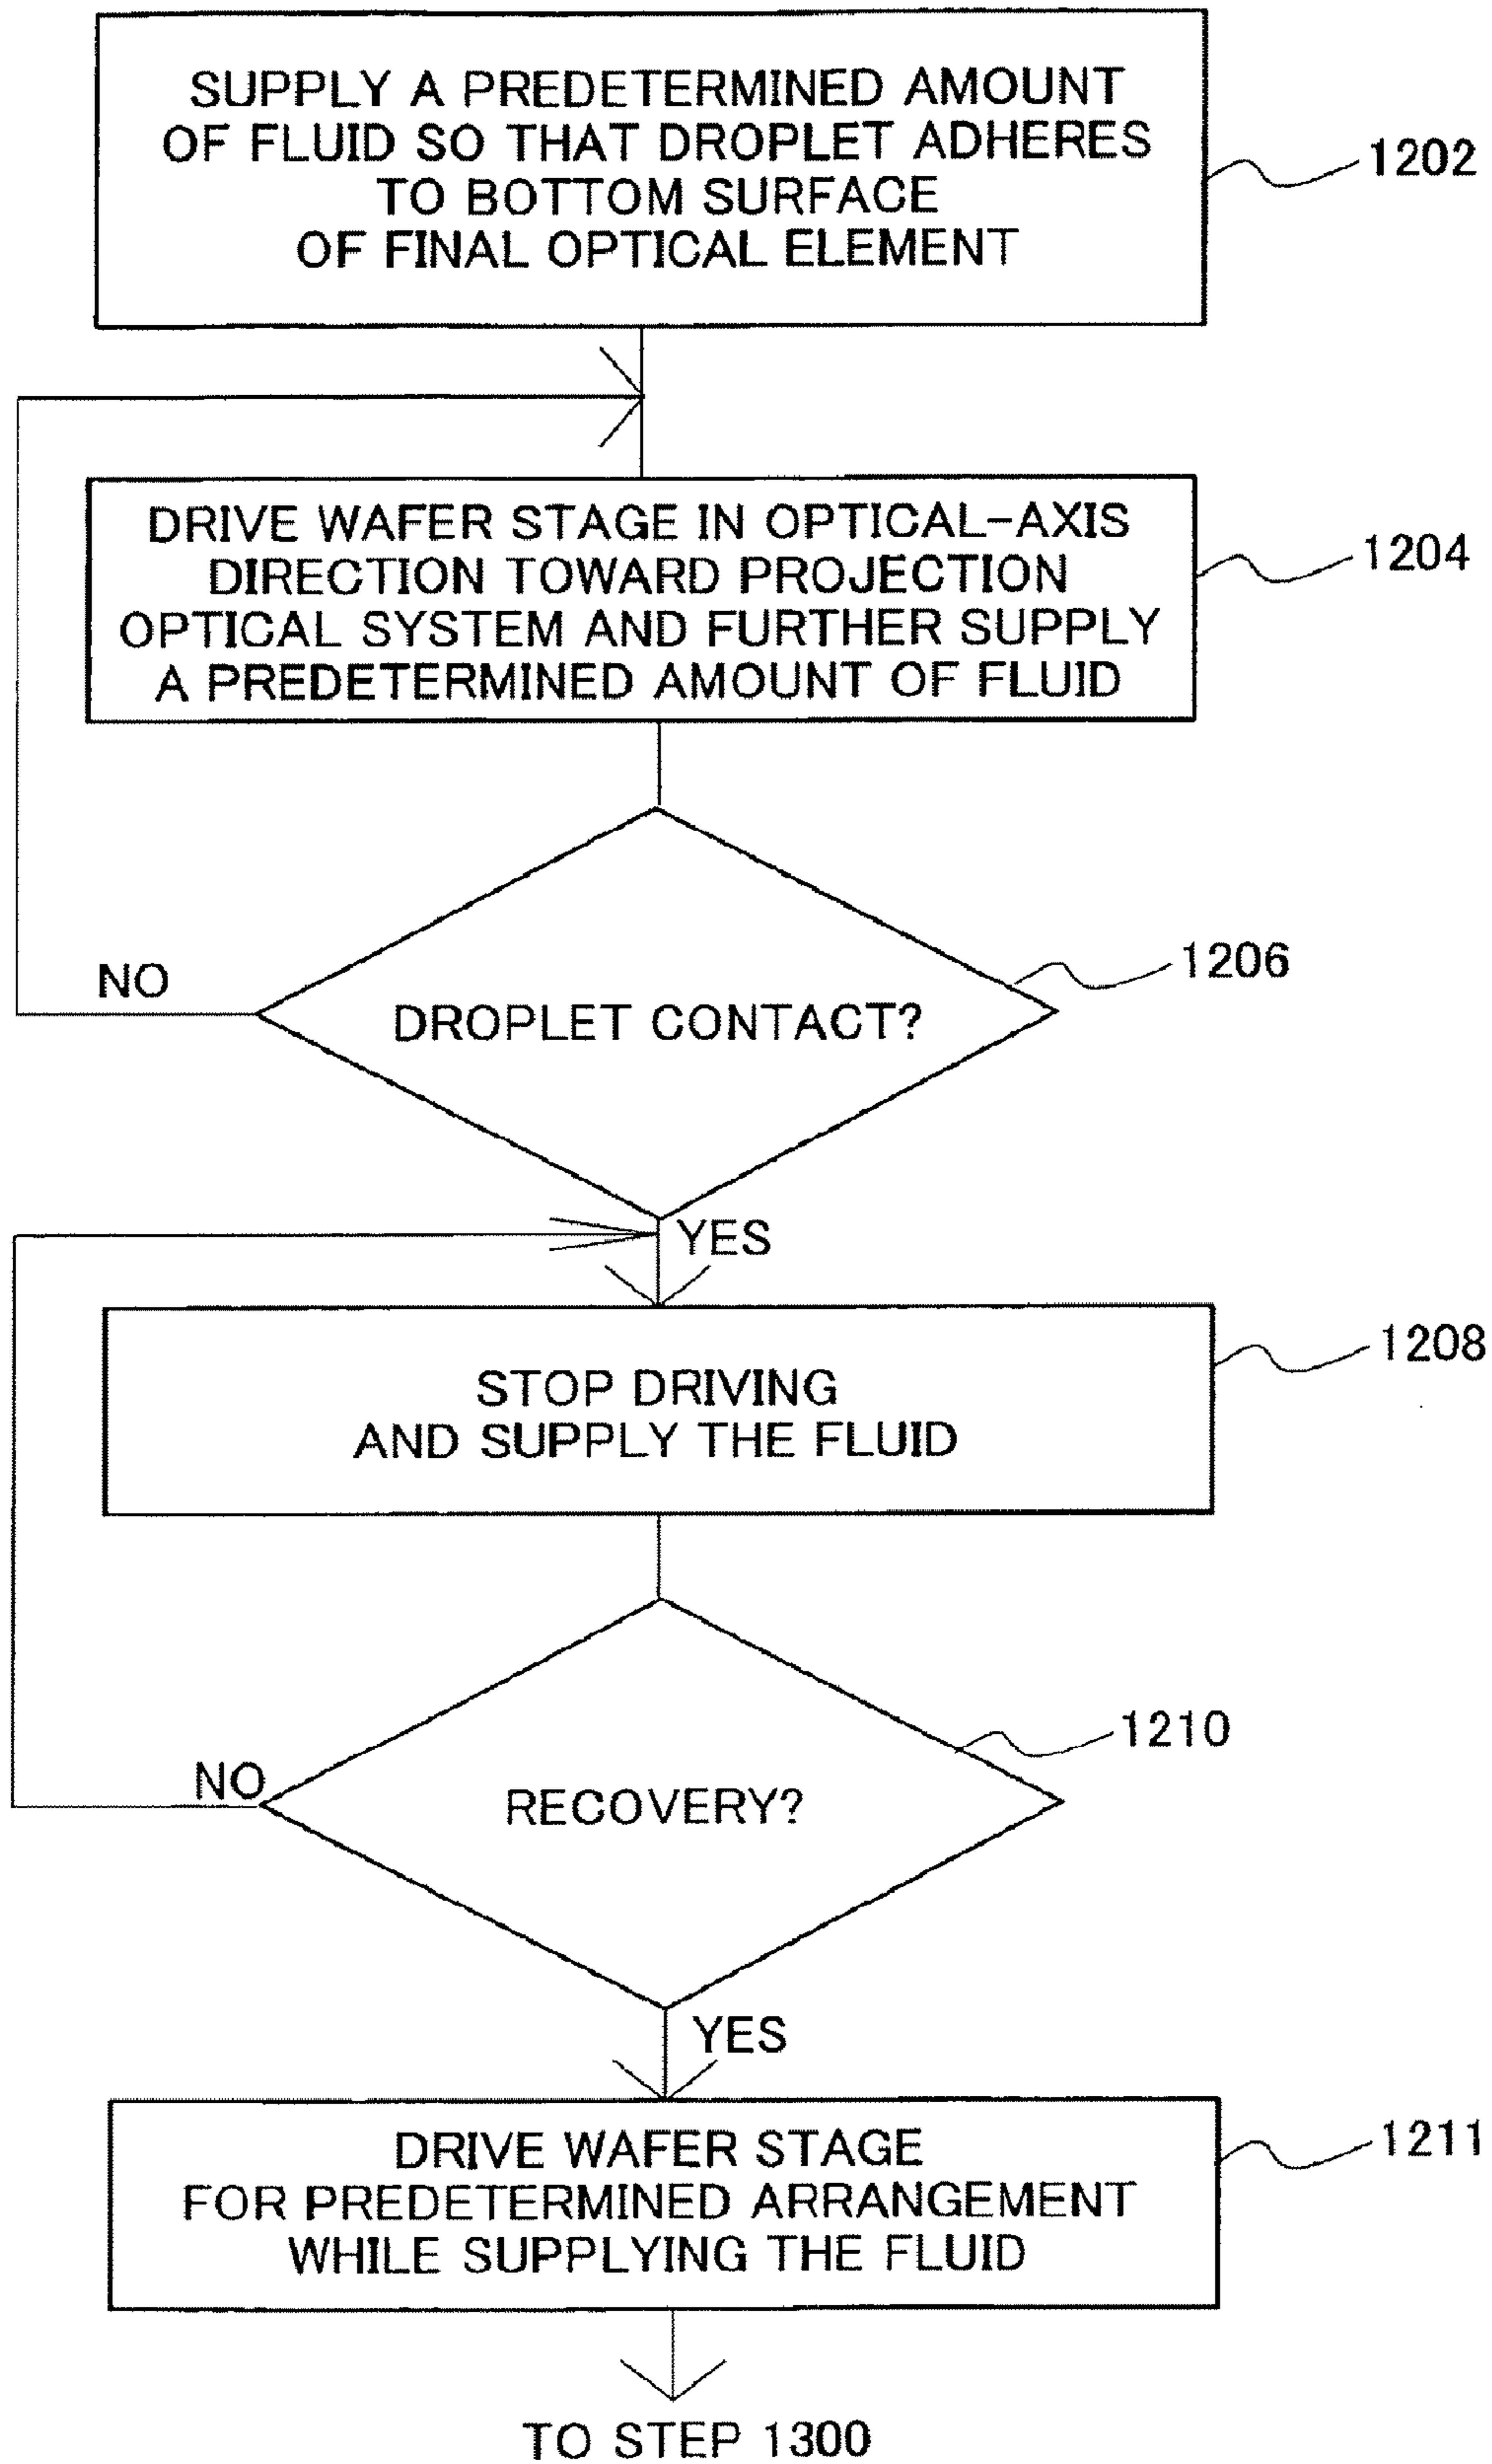 SUPPLY A PREDETERMINED AMOUNT
OF FLUID SO THAT DROPLET ADHERES
TO BOTTOM SURFACE
OF FINAL OPTICAL ELEMENT
1202
DRIVE WAFER STAGE IN OPTICAL-AXIS
DIRECTION TOWARD PROJECTION
OPTICAL SYSTEM AND FURTHER SUPPLY
A PREDETERMINED AMOUNT OF FLUID
1204
NO
DROPLET CONTACT?
1206
YES
STOP DRIVING
AND SUPPLY THE FLUID
1208
NO
RECOVERY?
1210
YES
DRIVE WAFER STAGE
FOR PREDETERMINED ARRANGEMENT
WHILE SUPPLYING THE FLUID
1211
TO STEP 1300